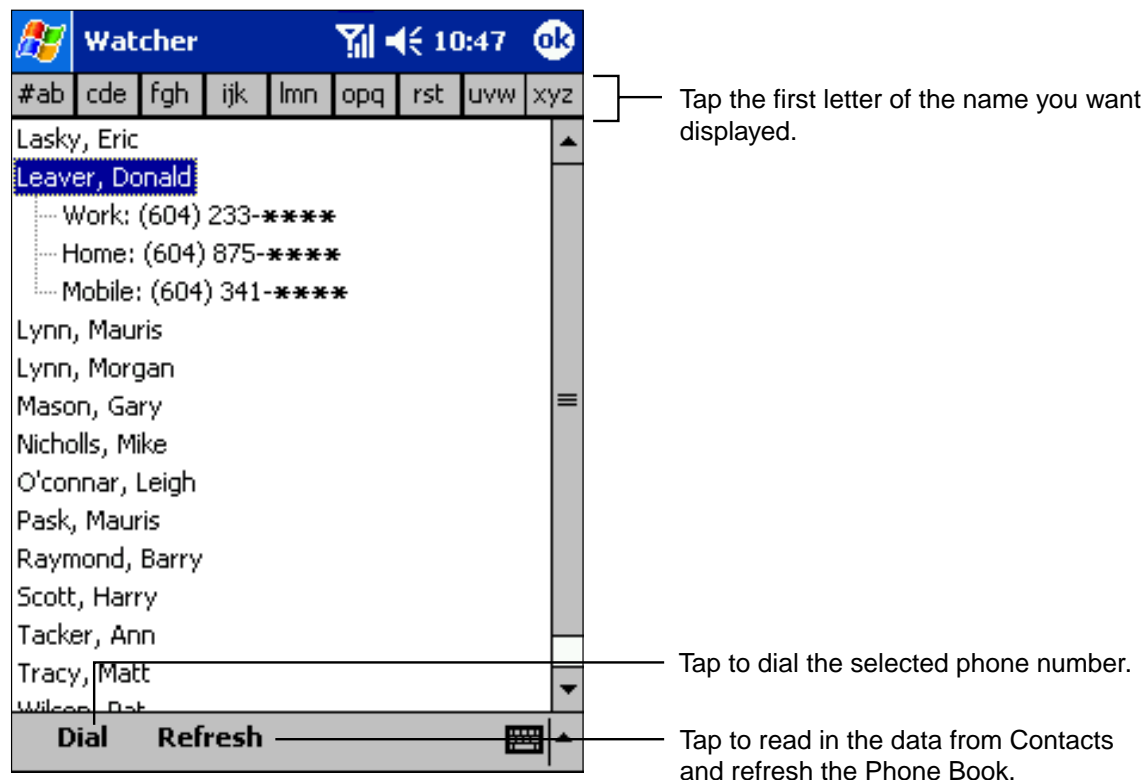 Watcher 10:47 ok
#ab cde fgh ijk lmn opq rst uvw xyz
Tap the first letter of the name you want
displayed.
Lasky, Eric
Leaver, Donald
Work: (604) 233-****
Home: (604) 875-****
Mobile: (604) 341-****
Lynn, Mauris
Lynn, Morgan
Mason, Gary
Nicholls, Mike
O'connar, Leigh
Pask, Mauris
Raymond, Barry
Scott, Harry
Tacker, Ann
Tracy, Matt
Wilson, Pat
Tap to dial the selected phone number.
Dial Refresh
Tap to read in the data from Contacts
and refresh the Phone Book.